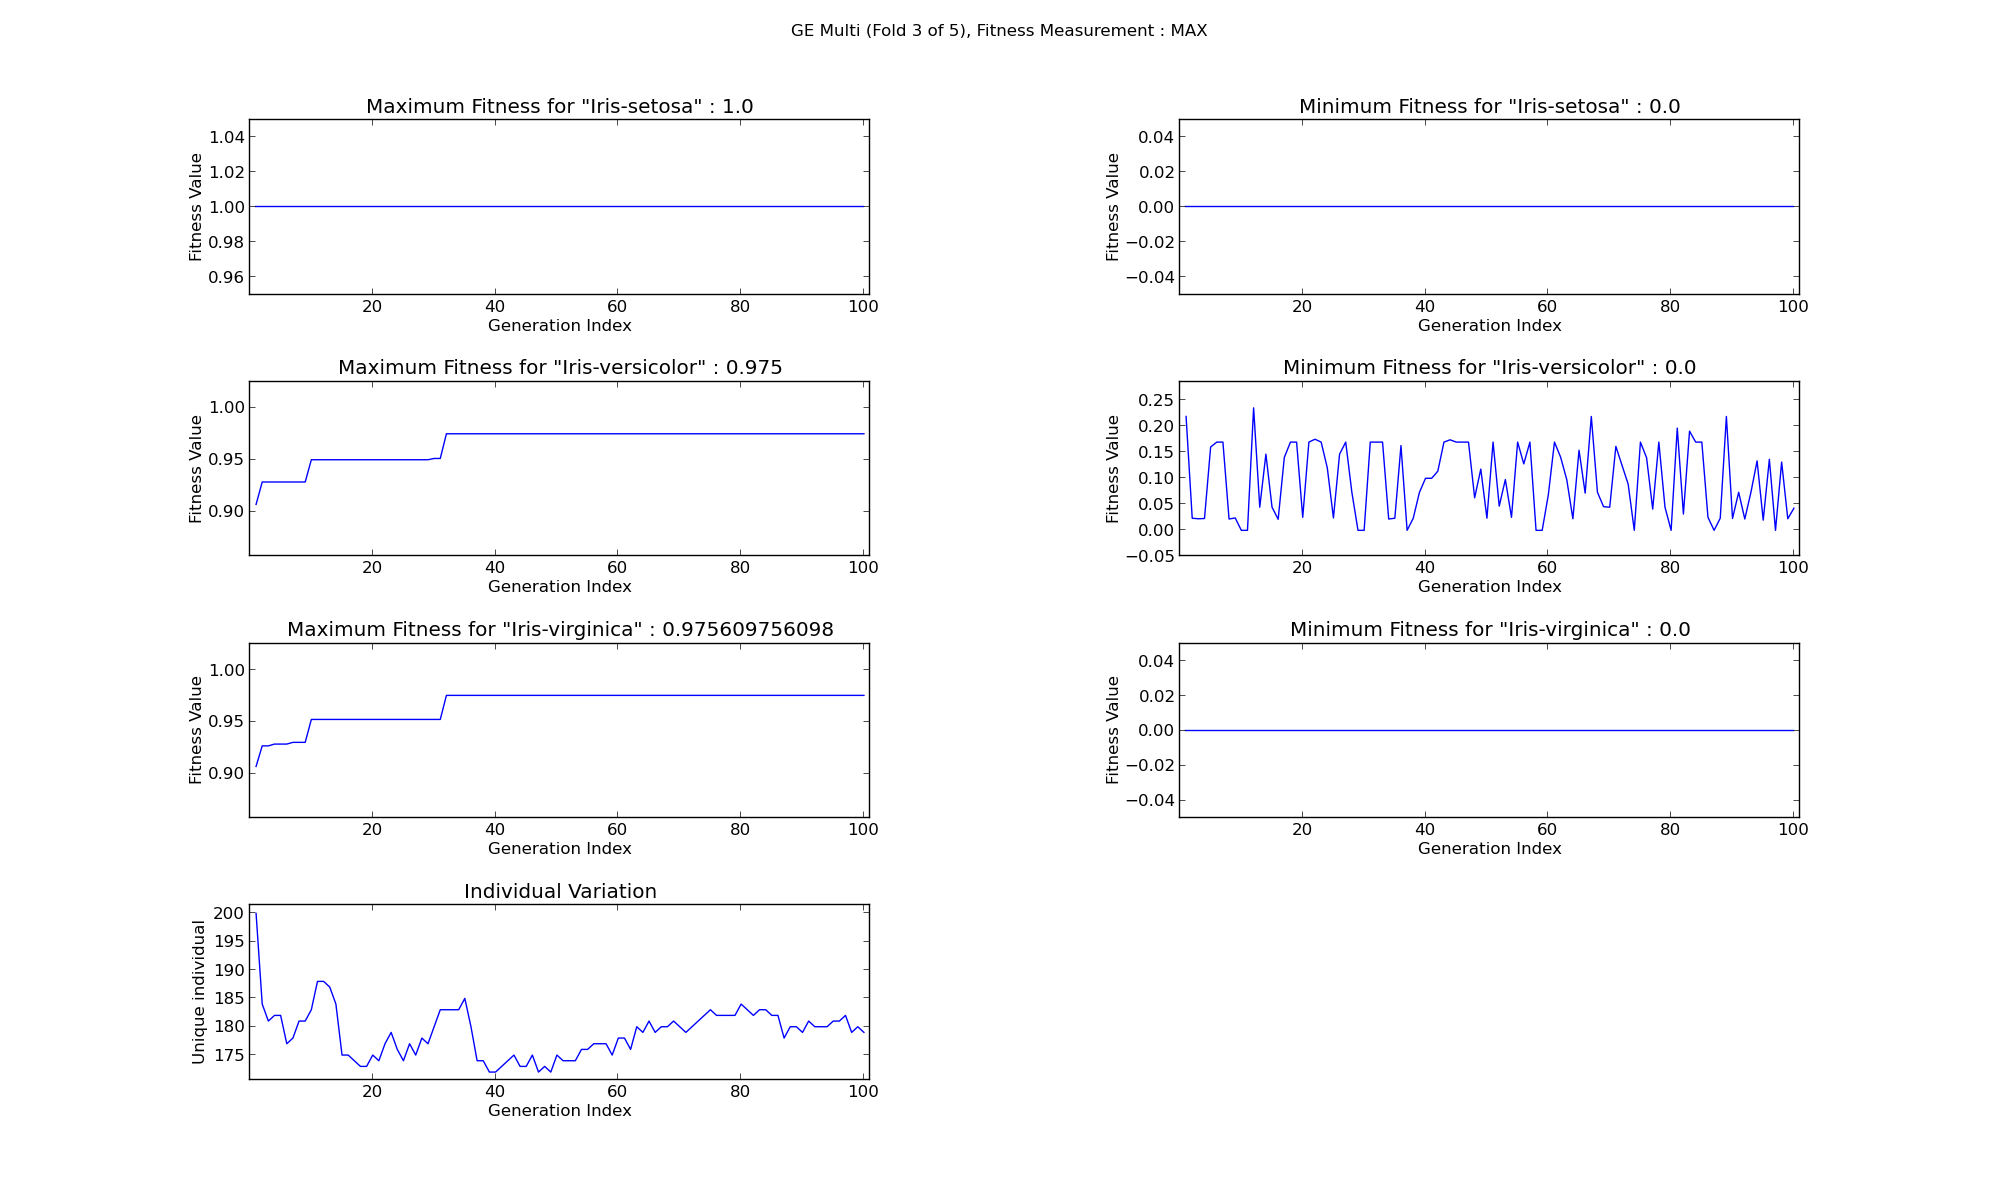 GE Multi (Fold 3 of 5), Fitness Measurement : MAX
Maximum Fitness for "Iris-setosa" : 1.0
1.04
1.02
1.00
0.98
0.96
Fitness Value
20 40 60 80 100
Generation Index
Minimum Fitness for "Iris-setosa" : 0.0
0.04
0.02
0.00
−0.02
−0.04
Fitness Value
20 40 60 80 100
Generation Index
Maximum Fitness for "Iris-versicolor" : 0.975
1.00
0.95
0.90
Fitness Value
20 40 60 80 100
Generation Index
Minimum Fitness for "Iris-versicolor" : 0.0
0.25
0.20
0.15
0.10
0.05
0.00
−0.05
Fitness Value
20 40 60 80 100
Generation Index
Maximum Fitness for "Iris-virginica" : 0.975609756098
1.00
0.95
0.90
Fitness Value
20 40 60 80 100
Generation Index
Minimum Fitness for "Iris-virginica" : 0.0
0.04
0.02
0.00
−0.02
−0.04
Fitness Value
20 40 60 80 100
Generation Index
Individual Variation
200
195
190
185
180
175
Unique individual
20 40 60 80 100
Generation Index